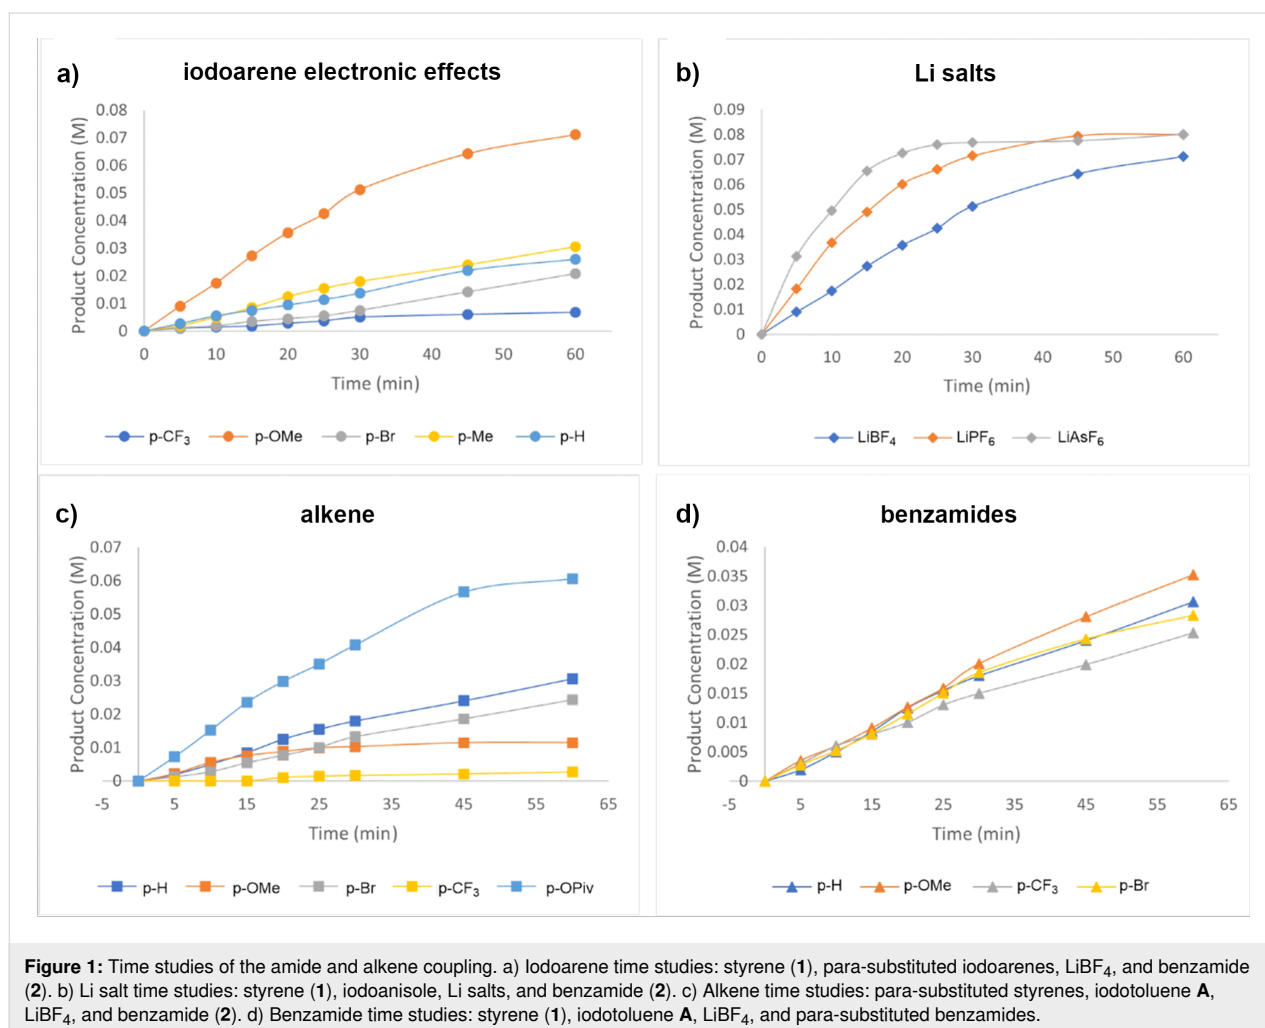 a) iodoarene electronic effects
Product Concentration (M)
0.08
0.07
0.06
0.05
0.04
0.03
0.02
0.01
0
0 10 20 30 40 50 60
Time (min)
p-CF₃ p-OMe p-Br p-Me p-H
b) Li salts
Product Concentration (M)
0.09
0.08
0.07
0.06
0.05
0.04
0.03
0.02
0.01
0
0 10 20 30 40 50 60
Time (min)
LiBF₄ LiPF₆ LiAsF₆
c) alkene
Product Concentration (M)
0.07
0.06
0.05
0.04
0.03
0.02
0.01
0
-5 5 15 25 35 45 55 65
Time (min)
p-H p-OMe p-Br p-CF₃ p-OPiv
d) benzamides
Product Concentration (M)
0.04
0.035
0.03
0.025
0.02
0.015
0.01
0.005
0
-5 5 15 25 35 45 55 65
Time (min)
p-H p-OMe p-CF₃ p-Br
Figure 1: Time studies of the amide and alkene coupling. a) Iodoarene time studies: styrene (1), para-substituted iodoarenes, LiBF₄, and benzamide
(2). b) Li salt time studies: styrene (1), iodoanisole, Li salts, and benzamide (2). c) Alkene time studies: para-substituted styrenes, iodotoluene A,
LiBF₄, and benzamide (2). d) Benzamide time studies: styrene (1), iodotoluene A, LiBF₄, and para-substituted benzamides.